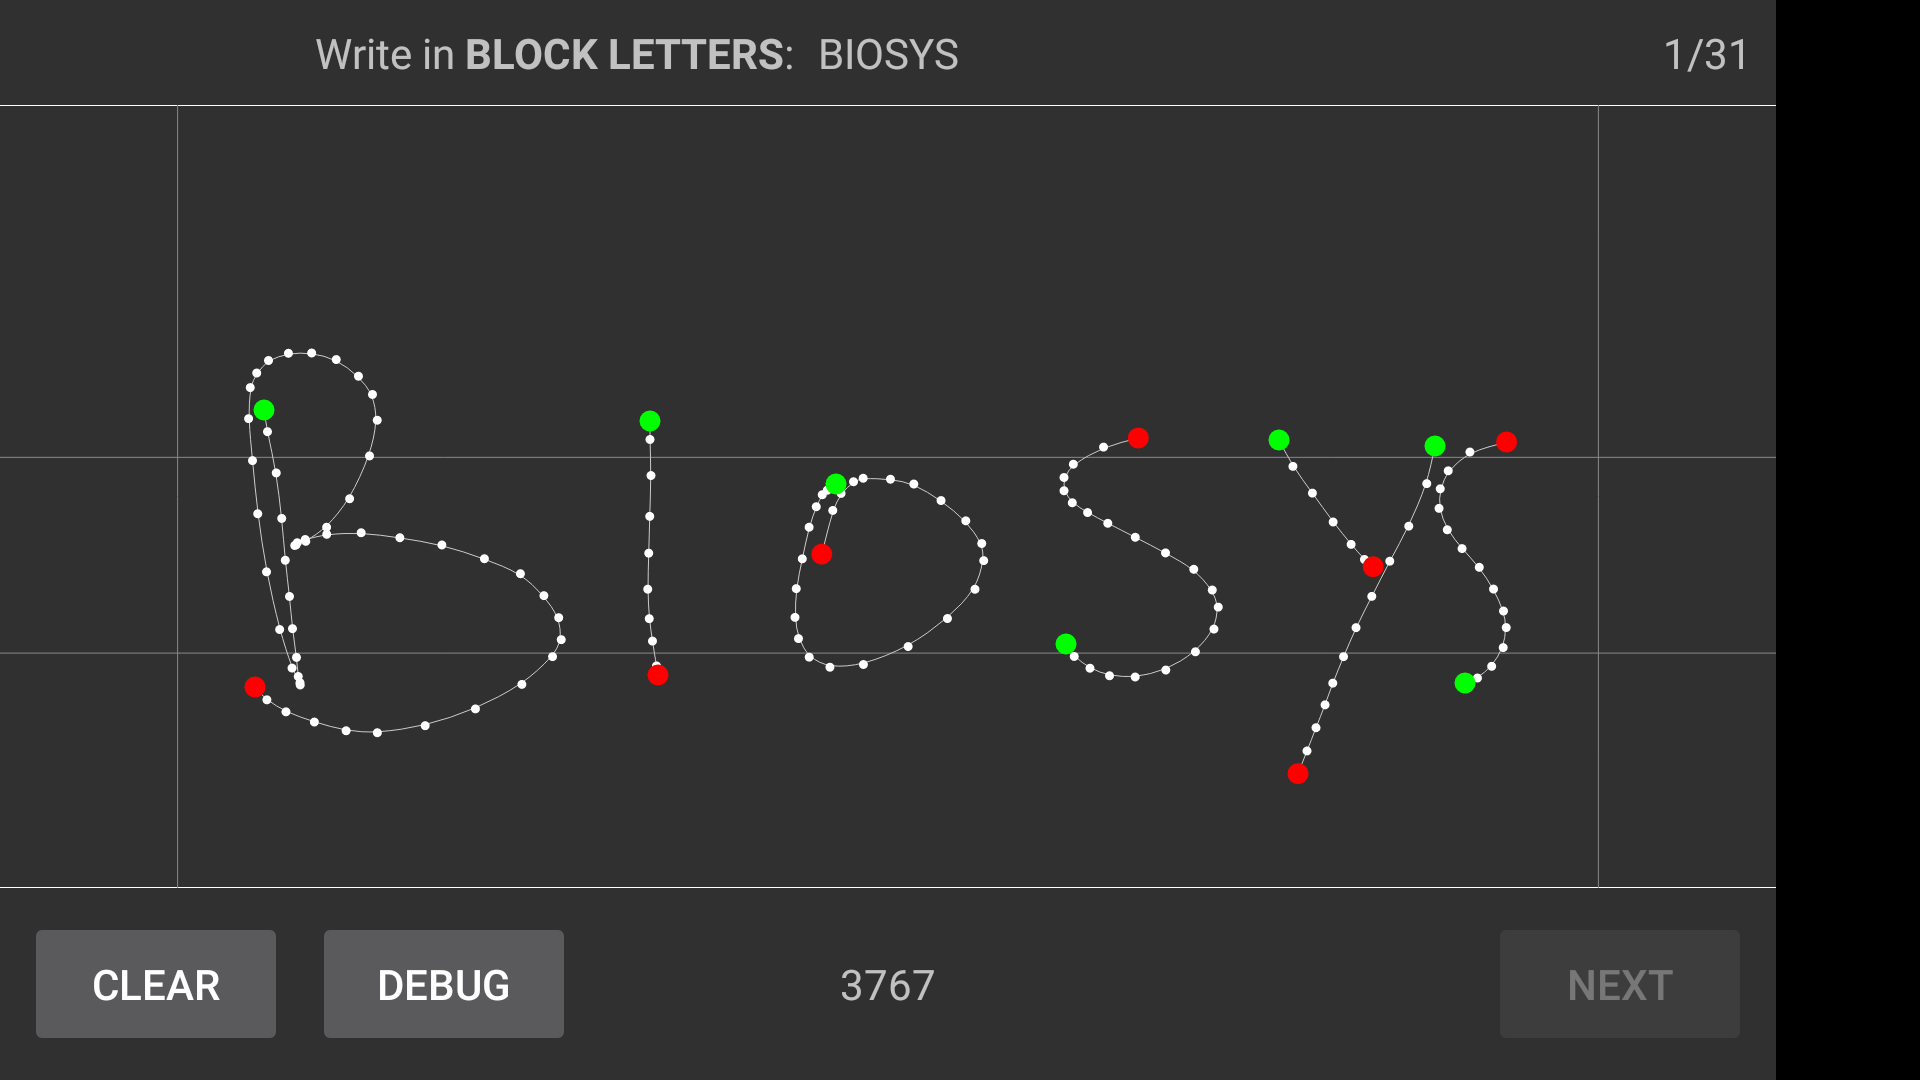 Write in BLOCK LETTERS: BIOSYS 1/31
BIOSYS
CLEAR DEBUG 3767 NEXT